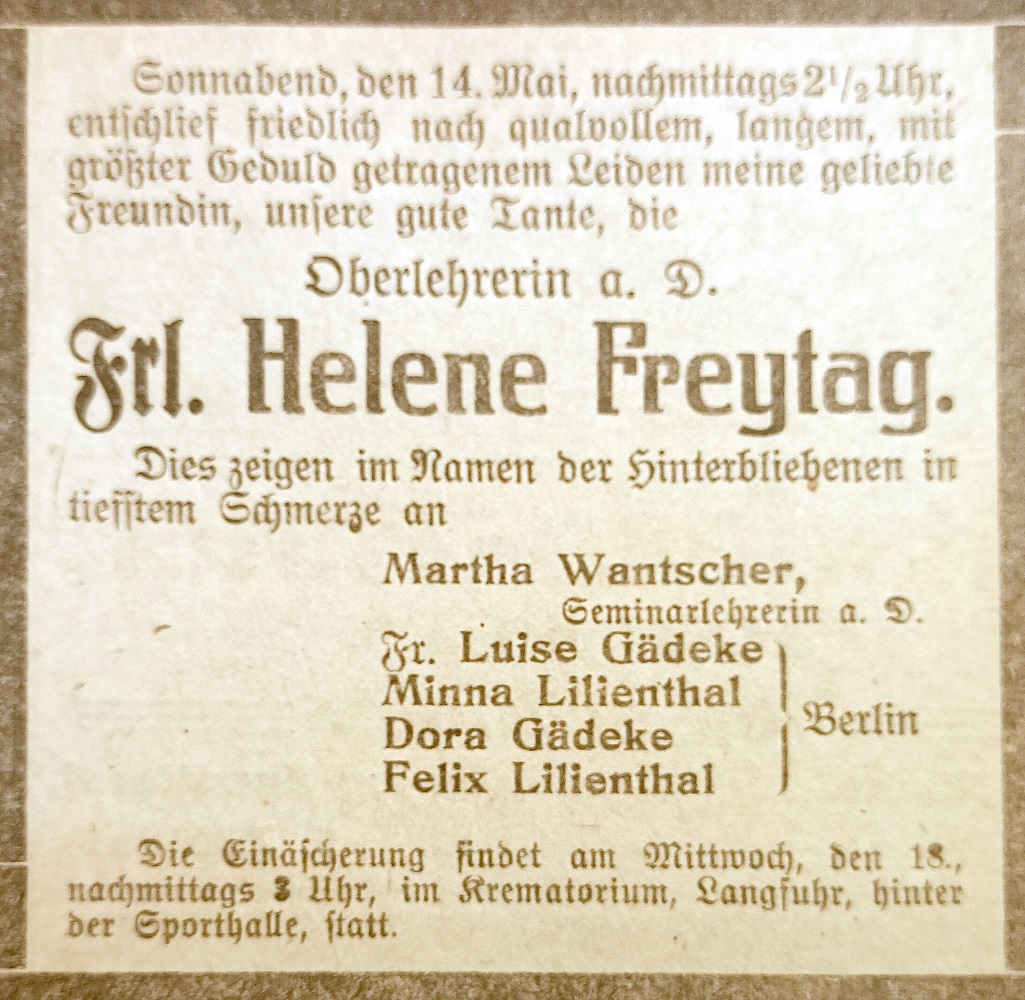 Sonnabend, den 14. Mai, nachmittags 2¹/₂ Uhr,
entschlief friedlich nach qualvollem, langem, mit
größter Geduld getragenem Leiden meine geliebte
Freundin, unsere gute Tante, die
Oberlehrerin a. D.
Frl. Helene Freytag.
Dies zeigen im Namen der Hinterbliebenen in
tiefstem Schmerze an
Martha Wantscher,
Seminarlehrerin a. D.
Fr. Luise Gädeke
Minna Lilienthal
Dora Gädeke
Felix Lilienthal
Berlin
Die Einäscherung findet am Mittwoch, den 18.,
nachmittags 3 Uhr, im Krematorium, Langfuhr, hinter
der Sporthalle, statt.